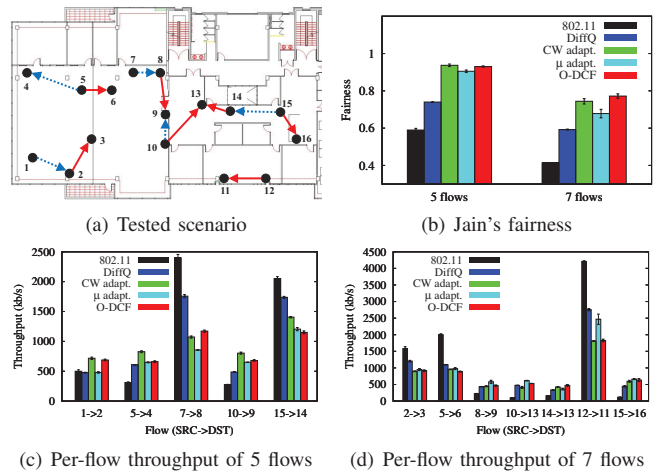 4
5
6
7
8
9
10
13
14
15
16
1
2
3
11
12
(a) Tested scenario
802.11
DiffQ
CW adapt.
μ adapt.
O-DCF
Fairness
1
0.8
0.6
0.4
5 flows
7 flows
(b) Jain's fairness
Throughput (kb/s)
2500
2000
1500
1000
500
0
802.11
DiffQ
CW adapt.
μ adapt.
O-DCF
1->2
5->4
7->8
10->9
15->14
Flow (SRC->DST)
(c) Per-flow throughput of 5 flows
Throughput (kb/s)
4500
4000
3500
3000
2500
2000
1500
1000
500
0
802.11
DiffQ
CW adapt.
μ adapt.
O-DCF
2->3
5->6
8->9
10->13
14->13
12->11
15->16
Flow (SRC->DST)
(d) Per-flow throughput of 7 flows